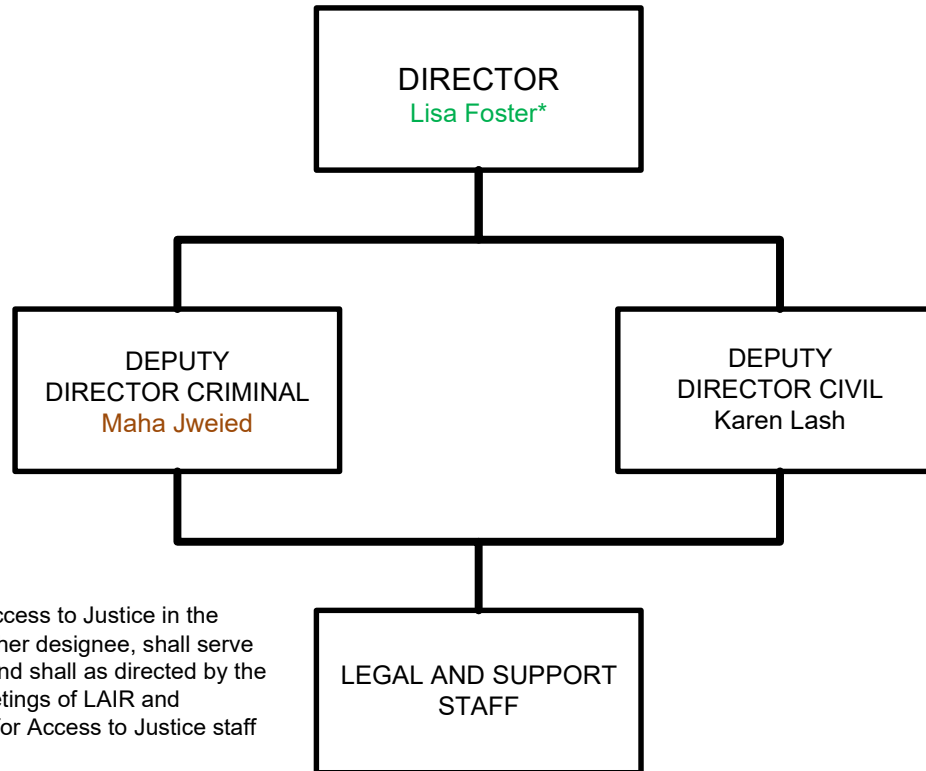 DIRECTOR
Lisa Foster*
DEPUTY
DIRECTOR CRIMINAL
Maha Jweied
DEPUTY
DIRECTOR CIVIL
Karen Lash
ccess to Justice in the
her designee, shall serve
nd shall as directed by the
etings of LAIR and
or Access to Justice staff
LEGAL AND SUPPORT
STAFF